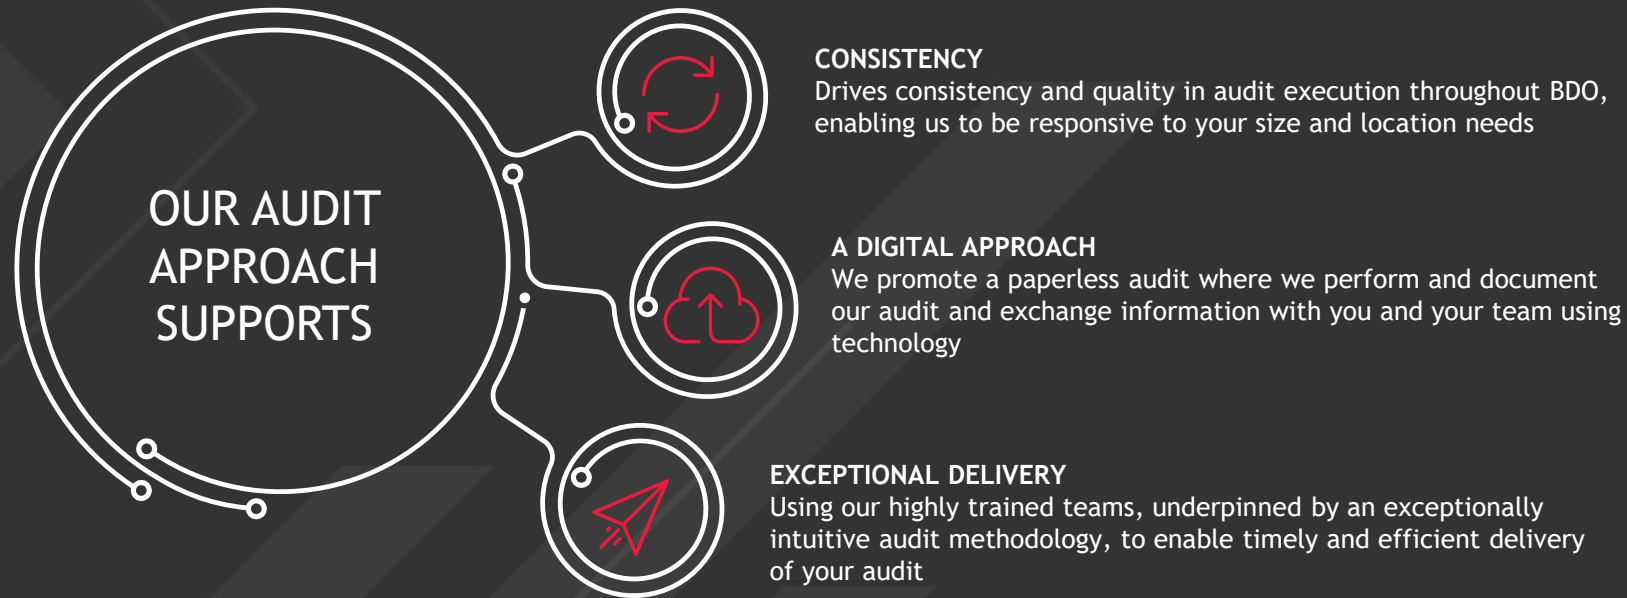 OUR AUDIT
APPROACH
SUPPORTS
CONSISTENCY
Drives consistency and quality in audit execution throughout BDO,
enabling us to be responsive to your size and location needs
A DIGITAL APPROACH
We promote a paperless audit where we perform and document
our audit and exchange information with you and your team using
technology
EXCEPTIONAL DELIVERY
Using our highly trained teams, underpinned by an exceptionally
intuitive audit methodology, to enable timely and efficient delivery
of your audit